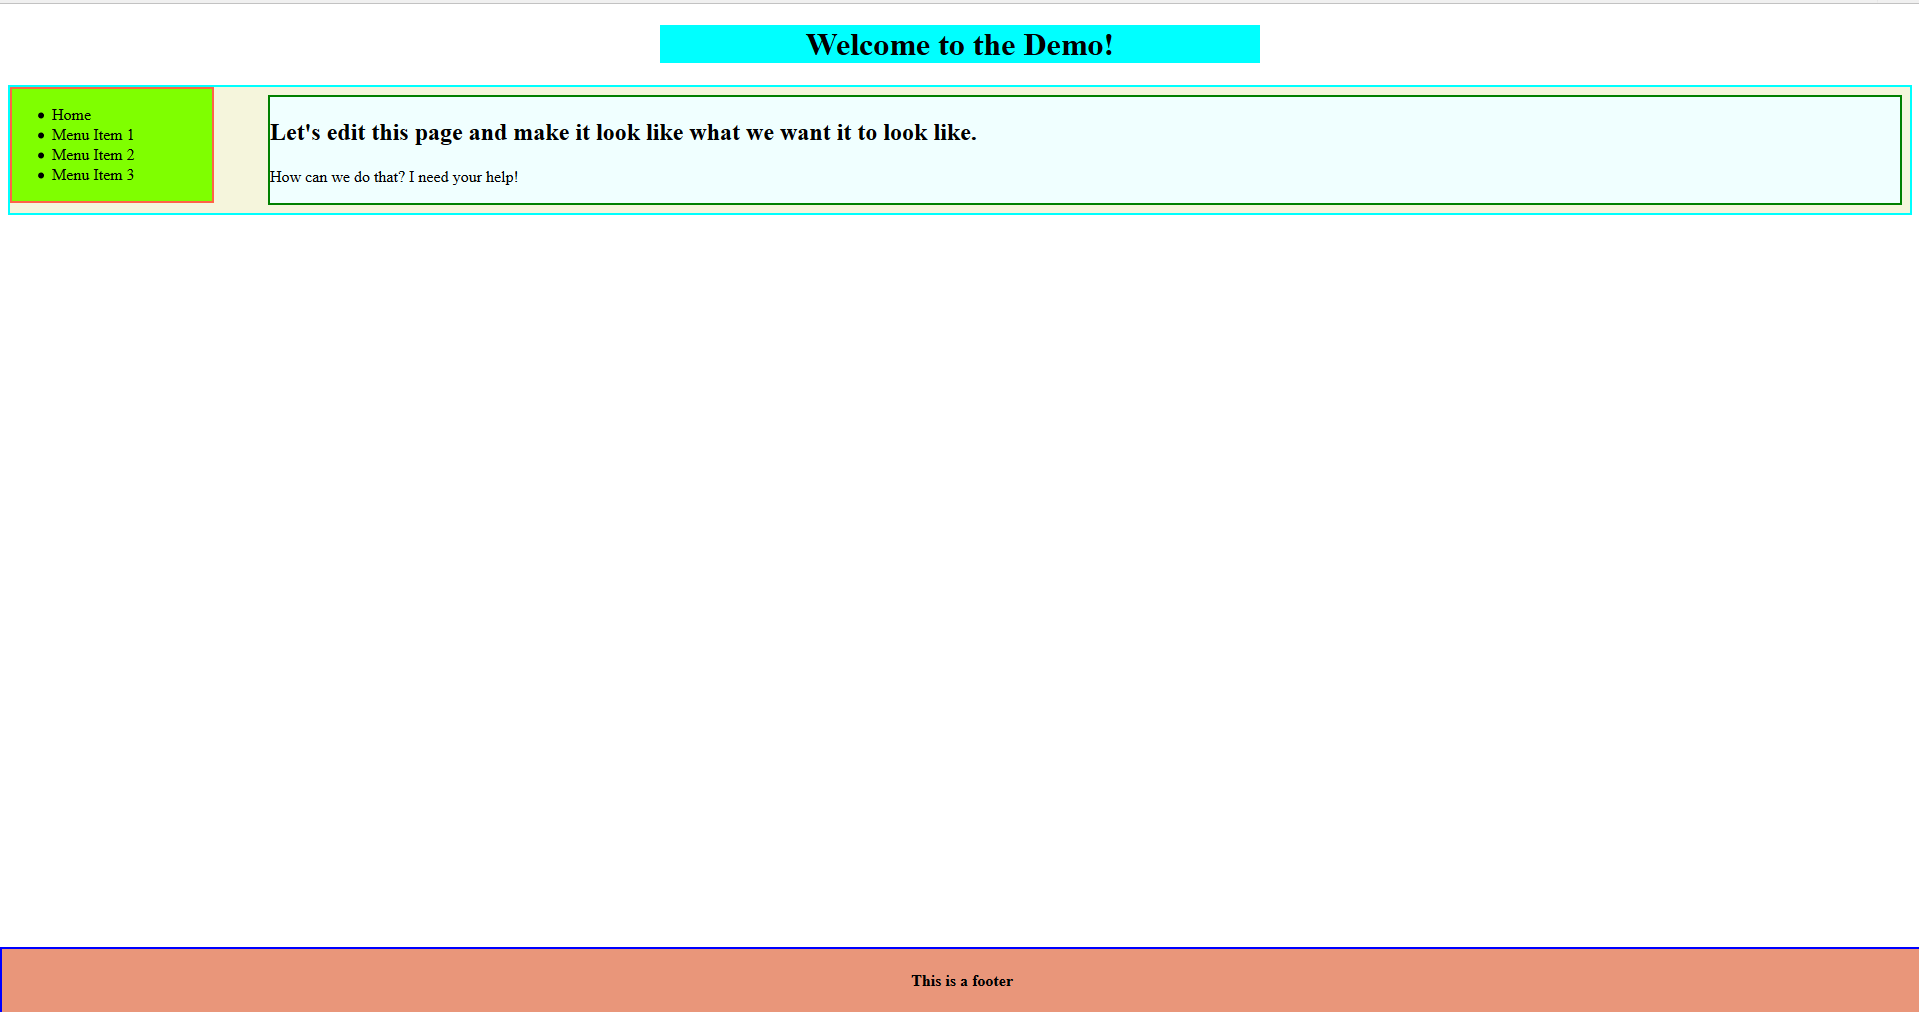 Welcome to the Demo!
Home
Menu Item 1
Menu Item 2
Menu Item 3
Let's edit this page and make it look like what we want it to look like.
How can we do that? I need your help!
This is a footer